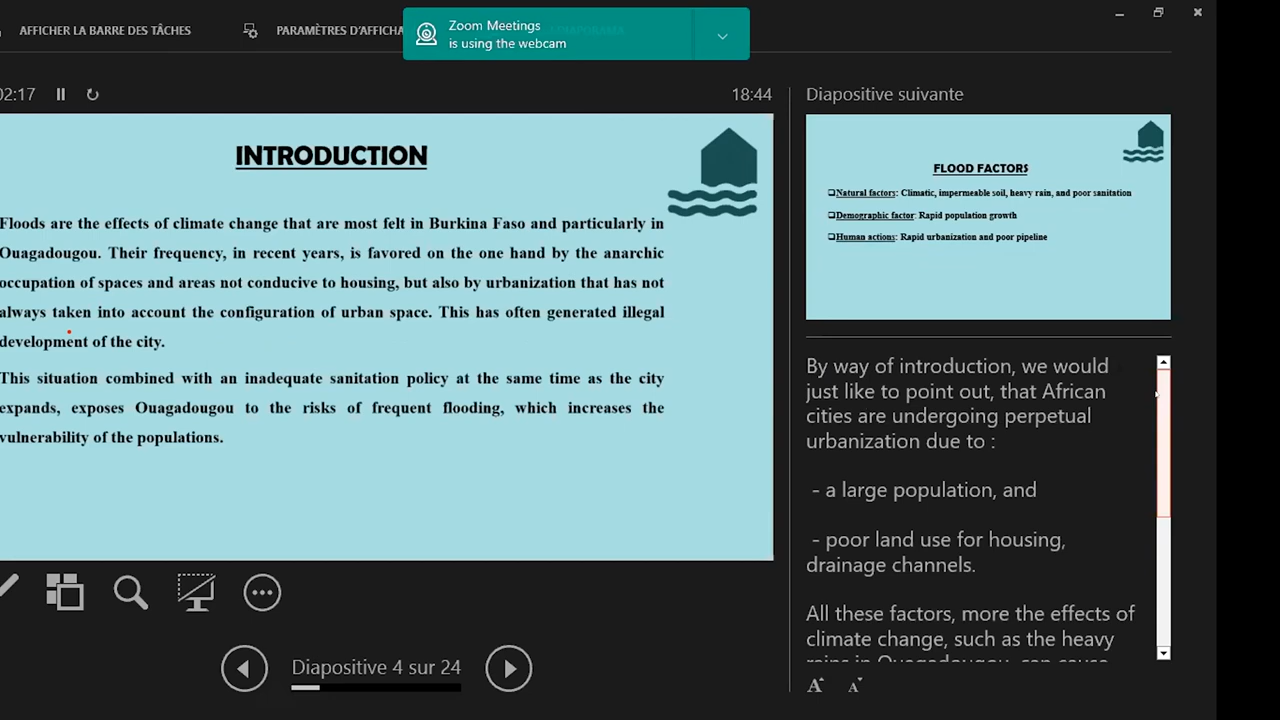 AFFICHER LA BARRE DES TÂCHES
PARAMÈTRES D'AFFICHA
Zoom Meetings
is using the webcam
02:17
18:44
INTRODUCTION
Floods are the effects of climate change that are most felt in Burkina Faso and particularly in
Ouagadougou. Their frequency, in recent years, is favored on the one hand by the anarchic
occupation of spaces and areas not conducive to housing, but also by urbanization that has not
always taken into account the configuration of urban space. This has often generated illegal
development of the city.
This situation combined with an inadequate sanitation policy at the same time as the city
expands, exposes Ouagadougou to the risks of frequent flooding, which increases the
vulnerability of the populations.
Diapositive 4 sur 24
Diapositive suivante
FLOOD FACTORS
Natural factors: Climatic, impermeable soil, heavy rain, and poor sanitation
Demographic factor: Rapid population growth
Human actions: Rapid urbanization and poor pipeline
By way of introduction, we would
just like to point out, that African
cities are undergoing perpetual
urbanization due to :
- a large population, and
- poor land use for housing,
drainage channels.
All these factors, more the effects of
climate change, such as the heavy
rains in Ouagadougou, can cause
A A